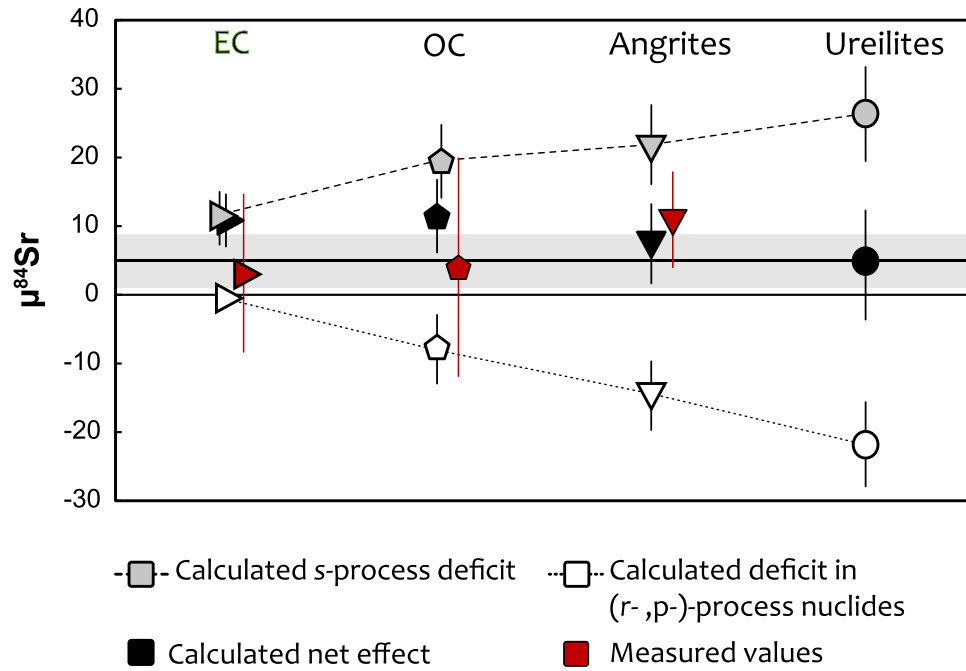 40
EC OC Angrites Ureilites
30
20
10
0
-10
-20
-30
μ⁸⁴Sr
Calculated s-process deficit
Calculated deficit in
(r- ,p-)-process nuclides
Calculated net effect
Measured values